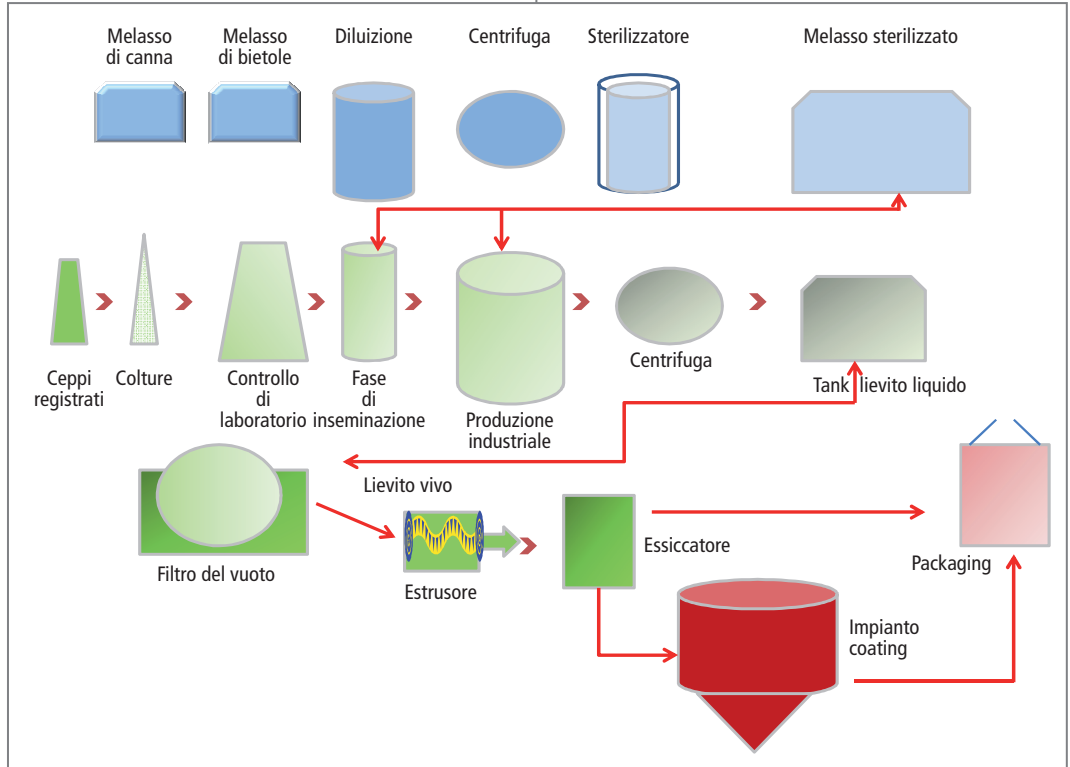 Melasso
di canna
Melasso
di bietole
Diluizione
Centrifuga
Sterilizzatore
Melasso sterilizzato
Ceppi
registrati
Colture
Controllo
di
laboratorio
Fase
di
inseminazione
Produzione
industriale
Centrifuga
Tank lievito liquido
Lievito vivo
Filtro del vuoto
Estrusore
Essiccatore
Packaging
Impianto
coating